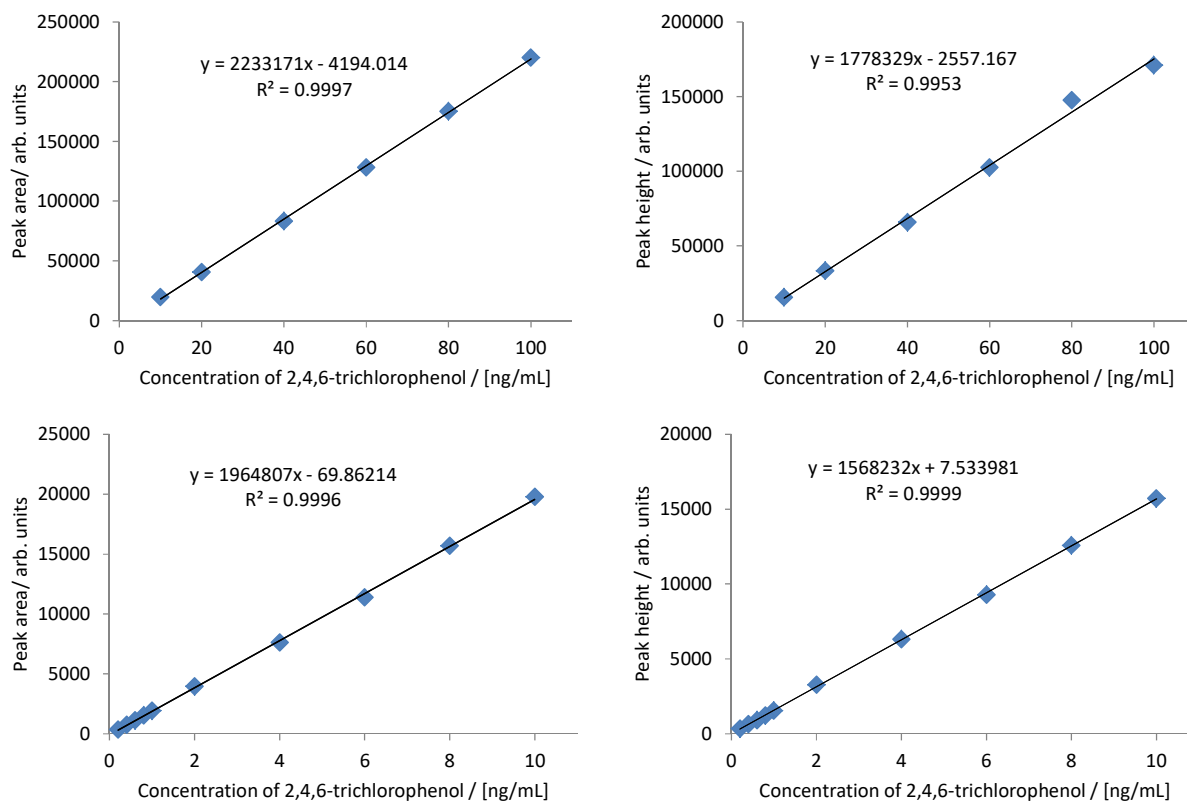 250000
200000
150000
100000
50000
0
0 20 40 60 80 100
Peak area/ arb. units
Concentration of 2,4,6-trichlorophenol / [ng/mL]
y = 2233171x - 4194.014
R² = 0.9997
200000
150000
100000
50000
0
0 20 40 60 80 100
Peak height / arb. units
Concentration of 2,4,6-trichlorophenol / [ng/mL]
y = 1778329x - 2557.167
R² = 0.9953
25000
20000
15000
10000
5000
0
0 2 4 6 8 10
Peak area/ arb. units
Concentration of 2,4,6-trichlorophenol / [ng/mL]
y = 1964807x - 69.86214
R² = 0.9996
20000
15000
10000
5000
0
0 2 4 6 8 10
Peak height / arb. units
Concentration of 2,4,6-trichlorophenol / [ng/mL]
y = 1568232x + 7.533981
R² = 0.9999